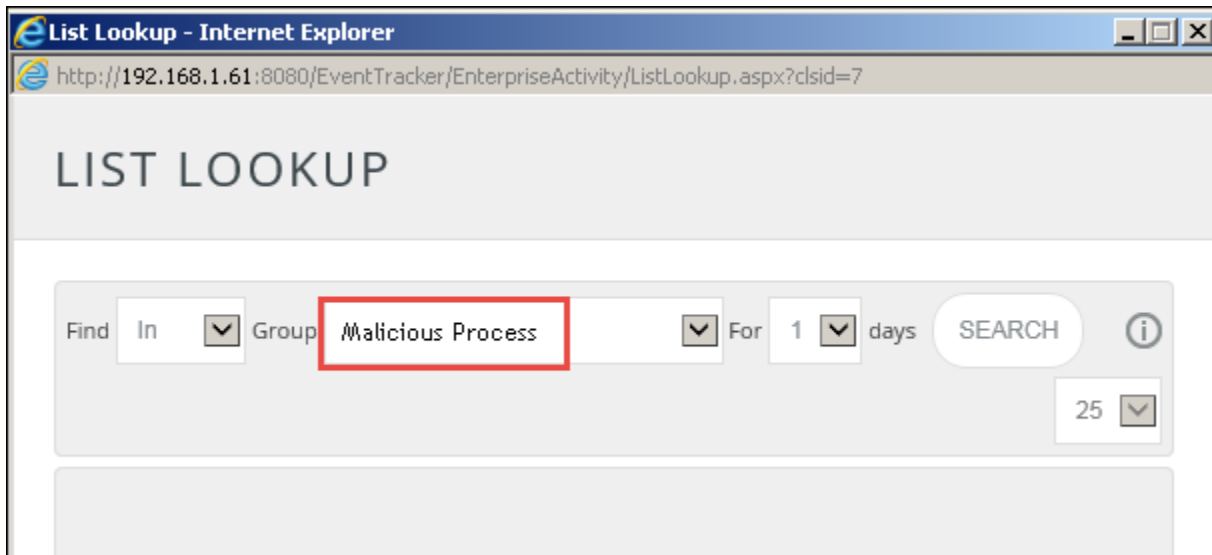 List Lookup - Internet Explorer
http://192.168.1.61:8080/EventTracker/EnterpriseActivity/ListLookup.aspx?clsid=7
LIST LOOKUP
Find In Group Malicious Process For 1 days SEARCH
25